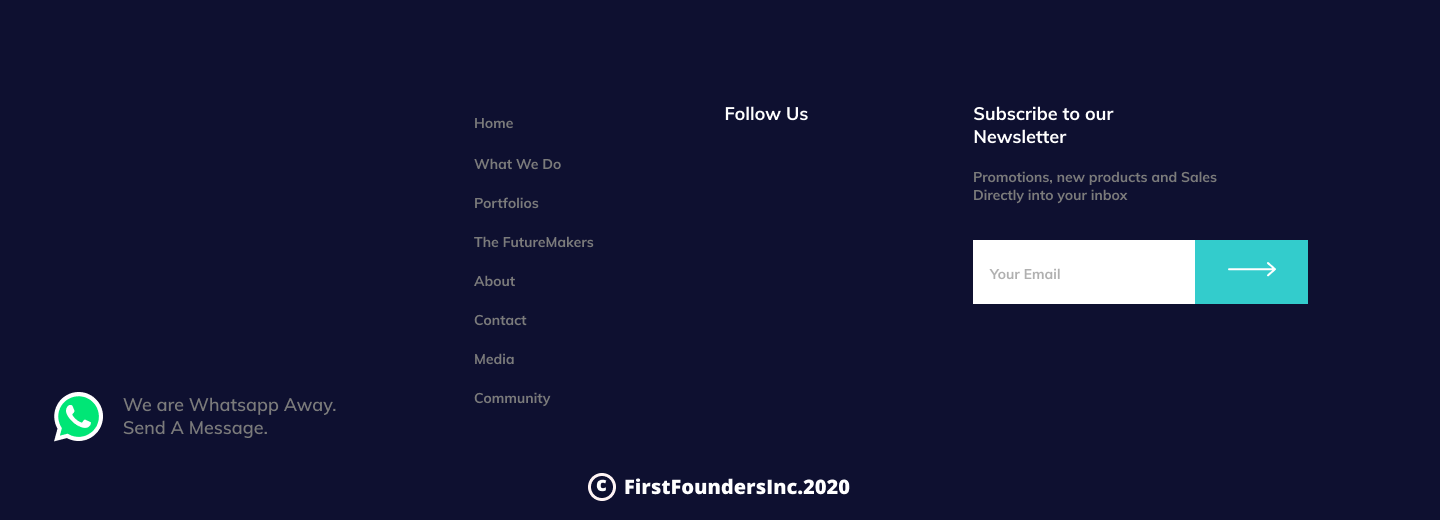 Home
What We Do
Portfolios
The FutureMakers
About
Contact
Media
Community
Follow Us
Subscribe to our
Newsletter
Promotions, new products and Sales
Directly into your inbox
Your Email
We are Whatsapp Away.
Send A Message.
© FirstFoundersInc.2020